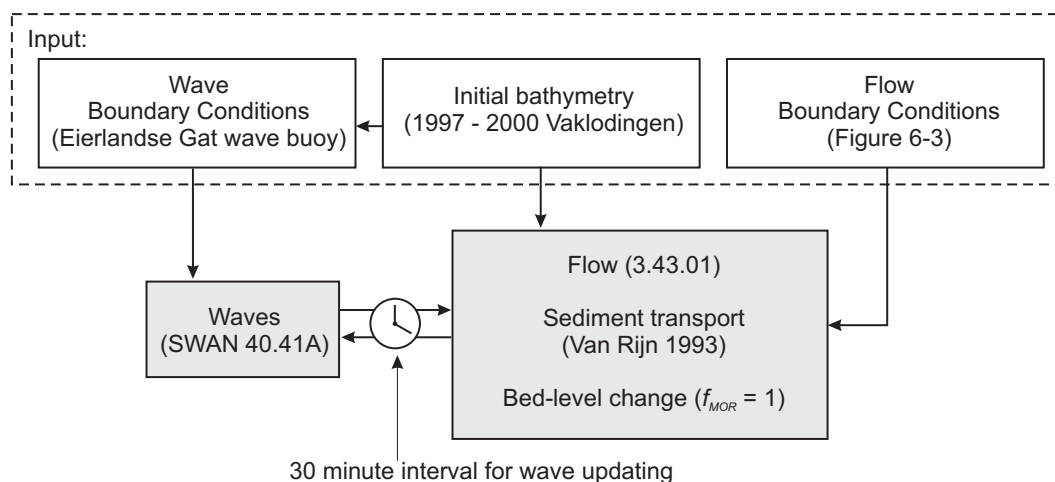 Input:
Wave
Boundary Conditions
(Eierlandse Gat wave buoy)
Initial bathymetry
(1997 - 2000 Vaklodingen)
Flow
Boundary Conditions
(Figure 6-3)
Waves
(SWAN 40.41A)
Flow (3.43.01)
Sediment transport
(Van Rijn 1993)
Bed-level change (fMOR = 1)
30 minute interval for wave updating